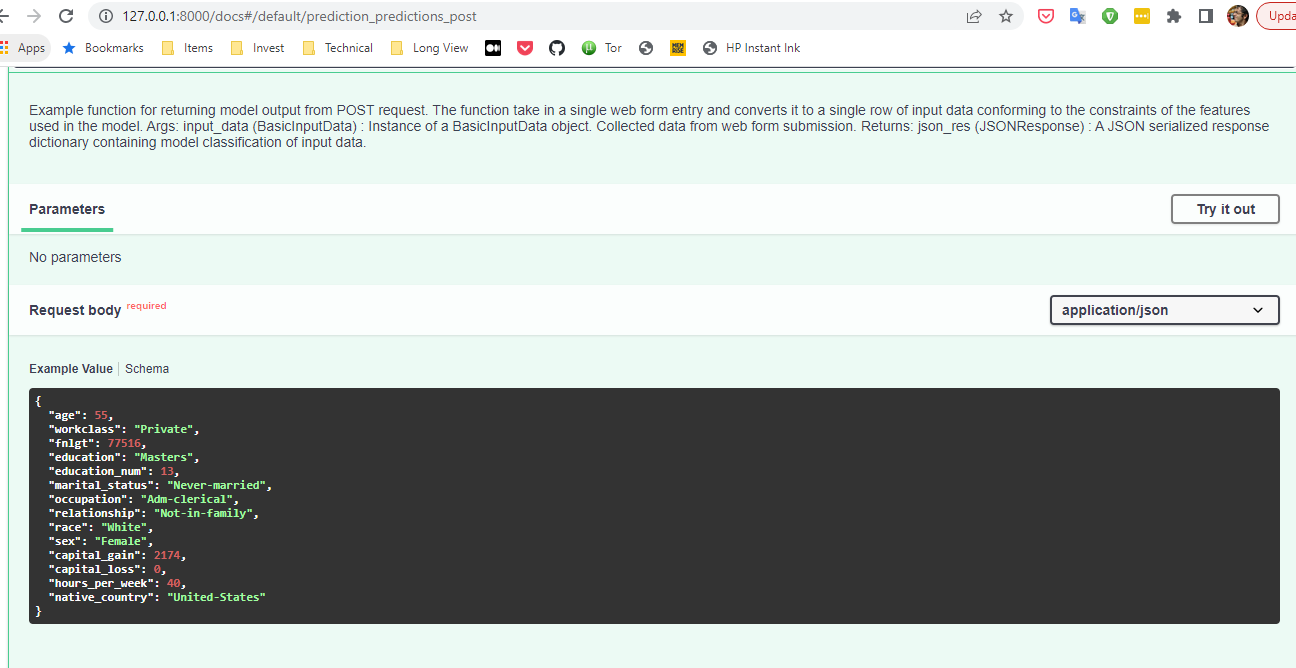 127.0.0.1:8000/docs#/default/prediction_predictions_post
Upda
Apps Bookmarks Items Invest Technical Long View Tor HP Instant Ink
Example function for returning model output from POST request. The function take in a single web form entry and converts it to a single row of input data conforming to the constraints of the features
used in the model. Args: input_data (BasicInputData) : Instance of a BasicInputData object. Collected data from web form submission. Returns: json_res (JSONResponse) : A JSON serialized response
dictionary containing model classification of input data.
Parameters
Try it out
No parameters
Request body required
application/json
Example Value Schema
{
"age": 55,
"workclass": "Private",
"fnlgt": 77516,
"education": "Masters",
"education_num": 13,
"marital_status": "Never-married",
"occupation": "Adm-clerical",
"relationship": "Not-in-family",
"race": "White",
"sex": "Female",
"capital_gain": 2174,
"capital_loss": 0,
"hours_per_week": 40,
"native_country": "United-States"
}